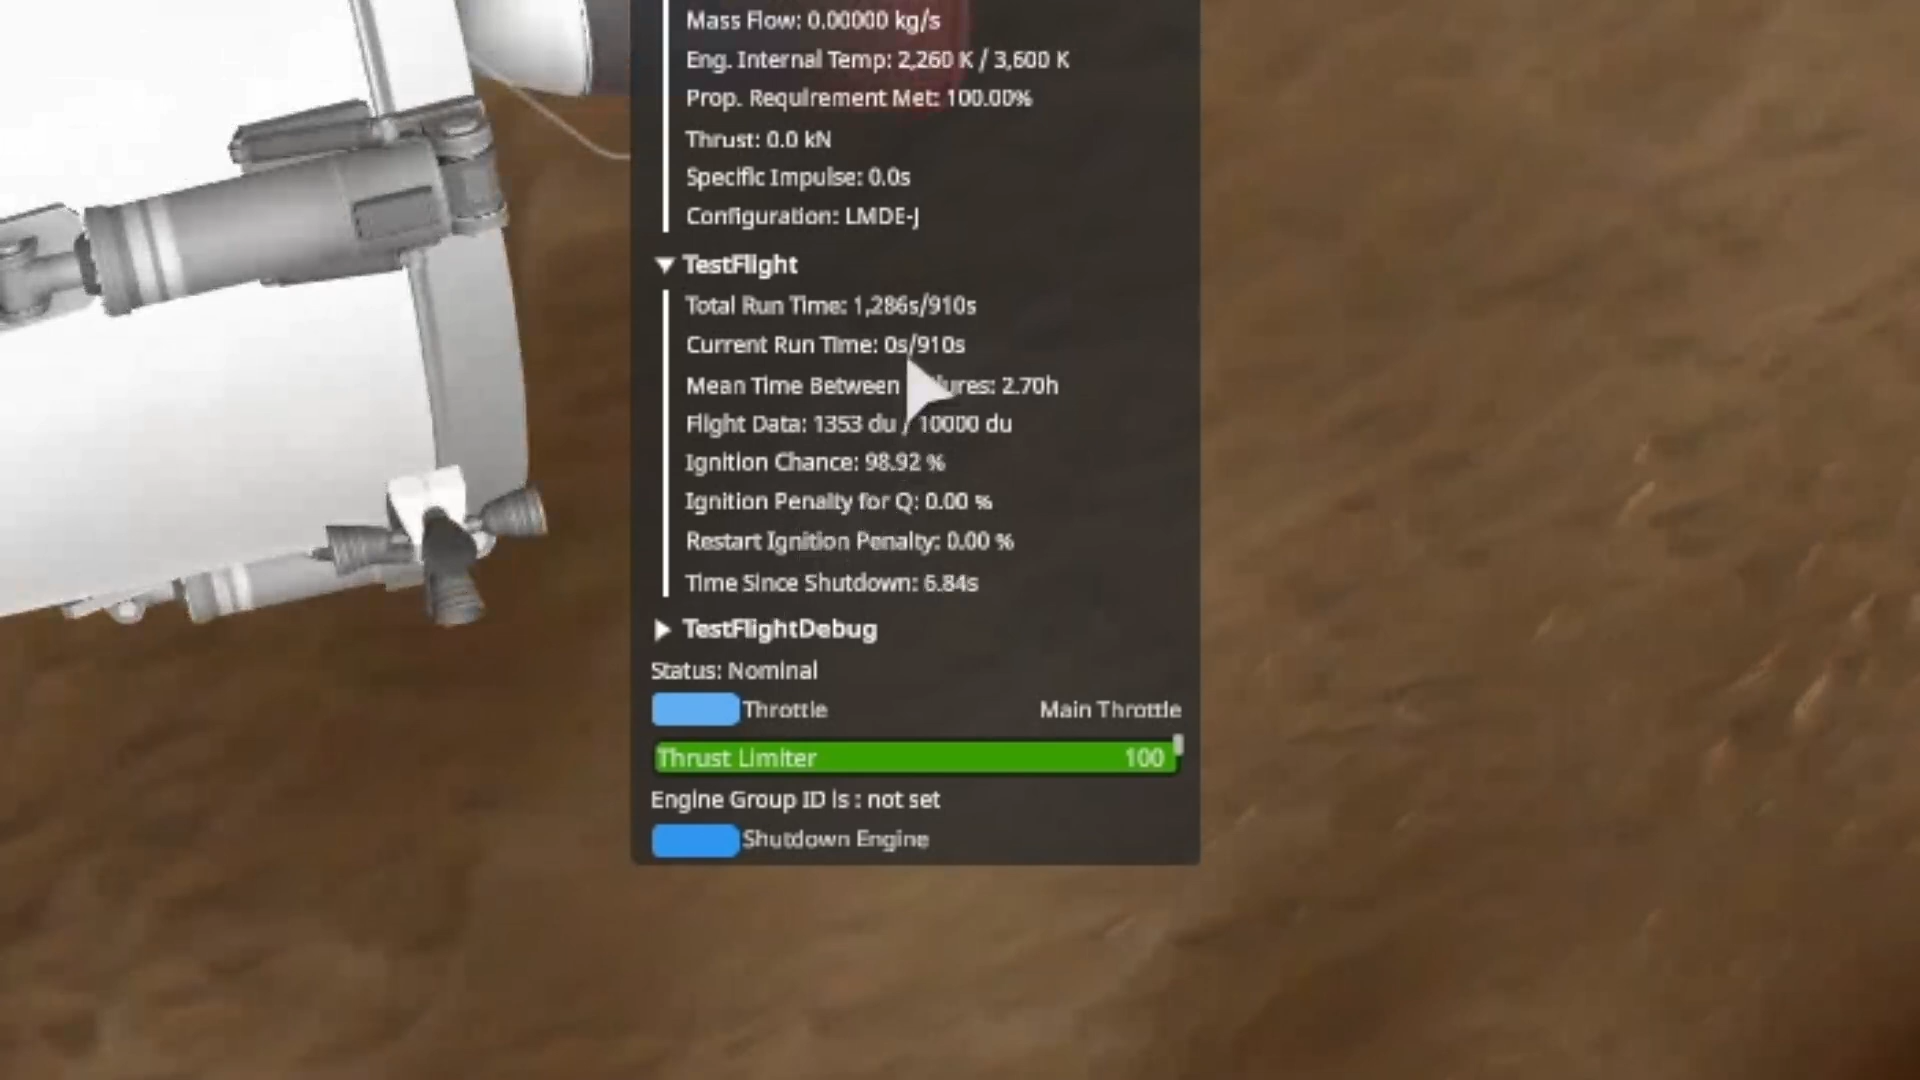 Mass Flow: 0.00000 kg/s
Eng. Internal Temp: 2,260 K / 3,600 K
Prop. Requirement Met: 100.00%
Thrust: 0.0 kN
Specific Impulse: 0.0s
Configuration: LMDE-J
TestFlight
Total Run Time: 1,286s/910s
Current Run Time: 0s/910s
Mean Time Between 2.70h
Flight Data: 1353 du / 10000 du
Ignition Chance: 98.92 %
Ignition Penalty for Q: 0.00 %
Restart Ignition Penalty: 0.00 %
Time Since Shutdown: 6.84s
TestFlightDebug
Status: Nominal
Throttle Main Throttle
Thrust Limiter 100
Engine Group ID is : not set
Shutdown Engine